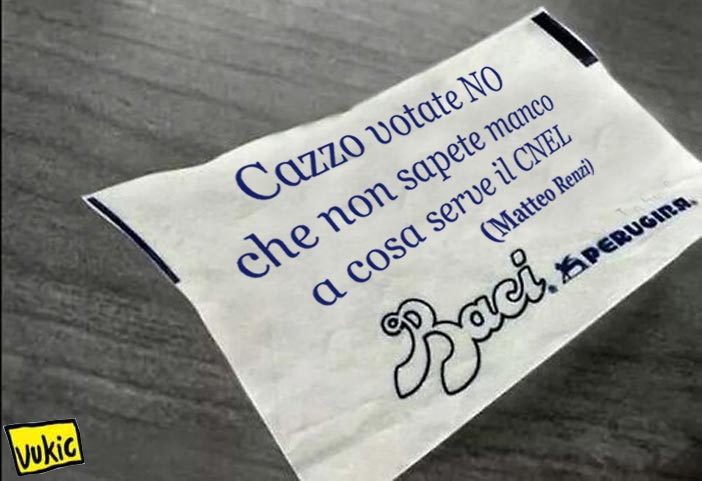 Cazzo votate NO
che non sapete manco
a cosa serve il CNEL
(Matteo Renzi)
Baci® PERUGINA®
VUKIC